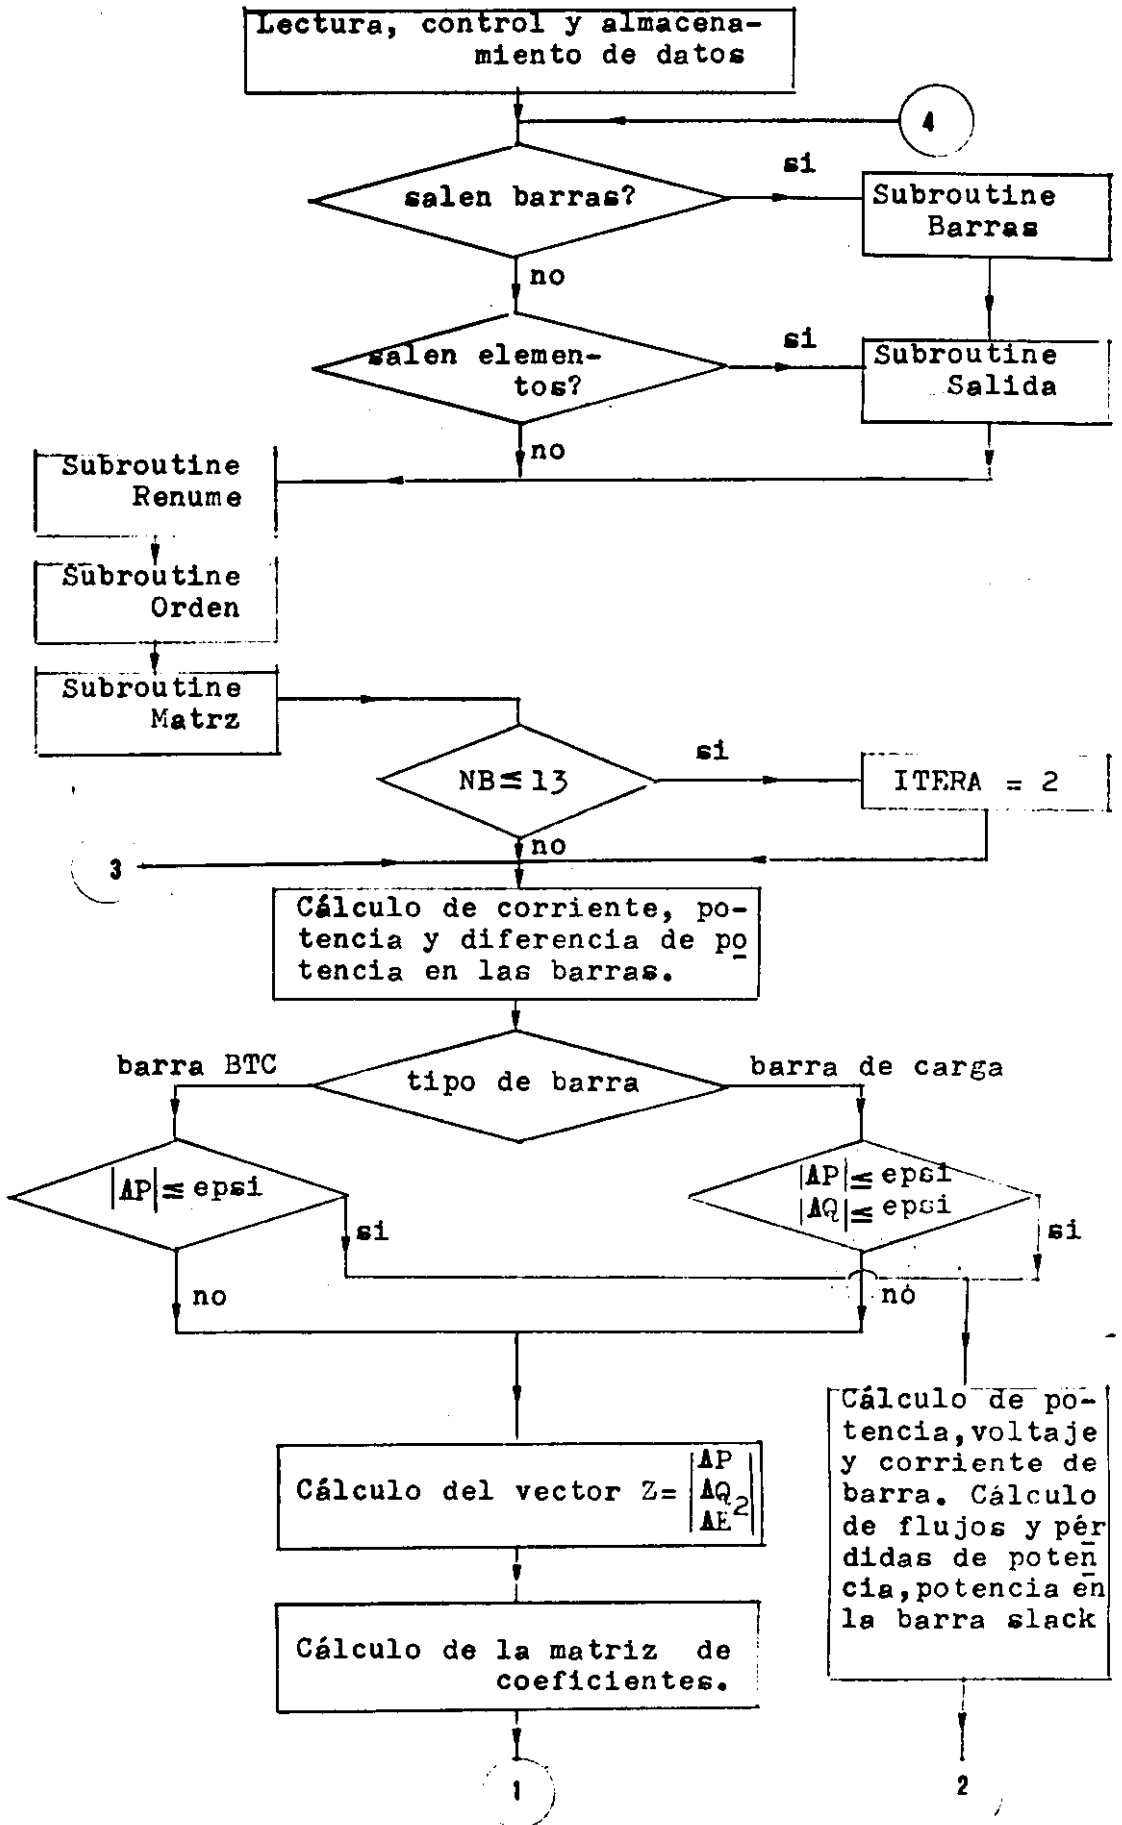 Lectura, control y almacena-
miento de datos
4
salen barras?
si
Subroutine
Barras
no
salen elemen-
tos?
si
Subroutine
Salida
no
Subroutine
Renume
Subroutine
Orden
Subroutine
Matrz
NB≤13
si
ITERA = 2
no
3
Cálculo de corriente, po-
tencia y diferencia de po
tencia en las barras.
tipo de barra
barra BTC
barra de carga
|ΔP|≤ epsi
si
no
|ΔP|≤ epsi
|ΔQ|≤ epsi
si
no
Cálculo del vector Z= |ΔP
ΔQ
ΔE²|
Cálculo de la matriz de
coeficientes.
1
Cálculo de po-
tencia,voltaje
y corriente de
barra. Cálculo
de flujos y pér
didas de poten
cia,potencia en
la barra slack
2